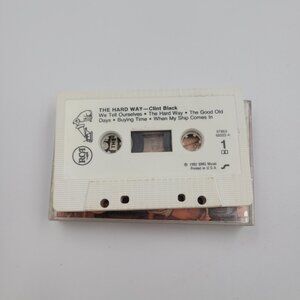 THE HARD WAY—Clint Black
We Tell Ourselves • The Hard Way • The Good Old
Days • Buying Time • When My Ship Comes In
RCA
1
℗ 1992 BMG Music
Printed in U.S.A.